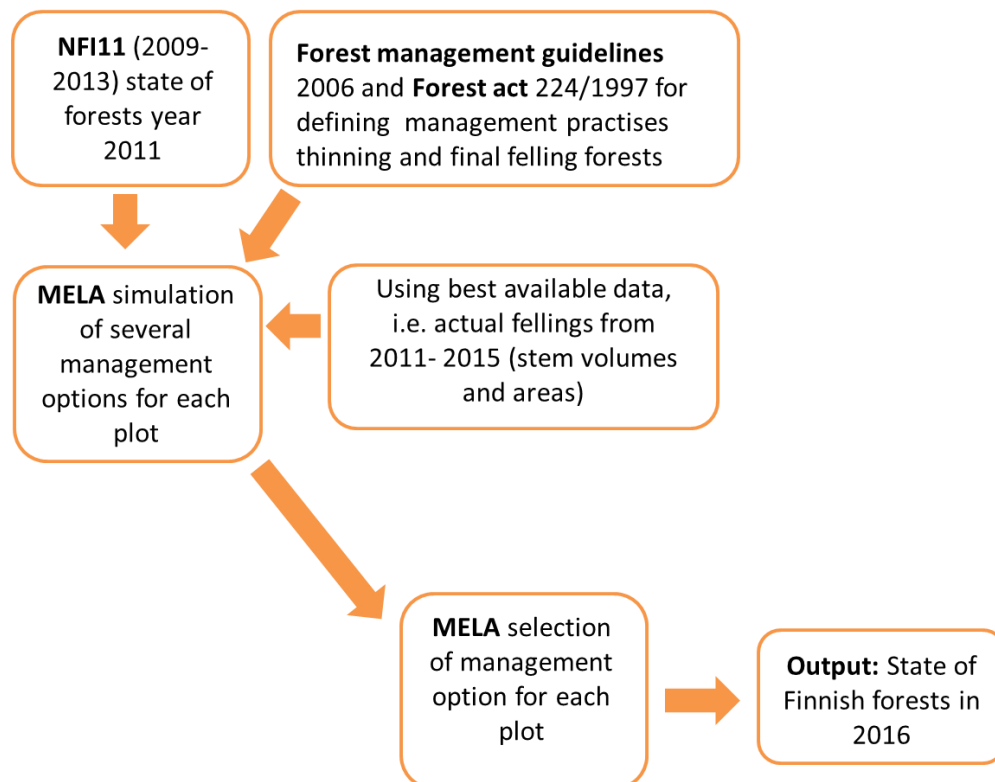 NFI11 (2009-
2013) state of
forests year
2011
Forest management guidelines
2006 and Forest act 224/1997 for
defining management practises
thinning and final felling forests
MELA simulation
of several
management
options for each
plot
Using best available data,
i.e. actual fellings from
2011- 2015 (stem volumes
and areas)
MELA selection
of management
option for each
plot
Output: State of
Finnish forests in
2016